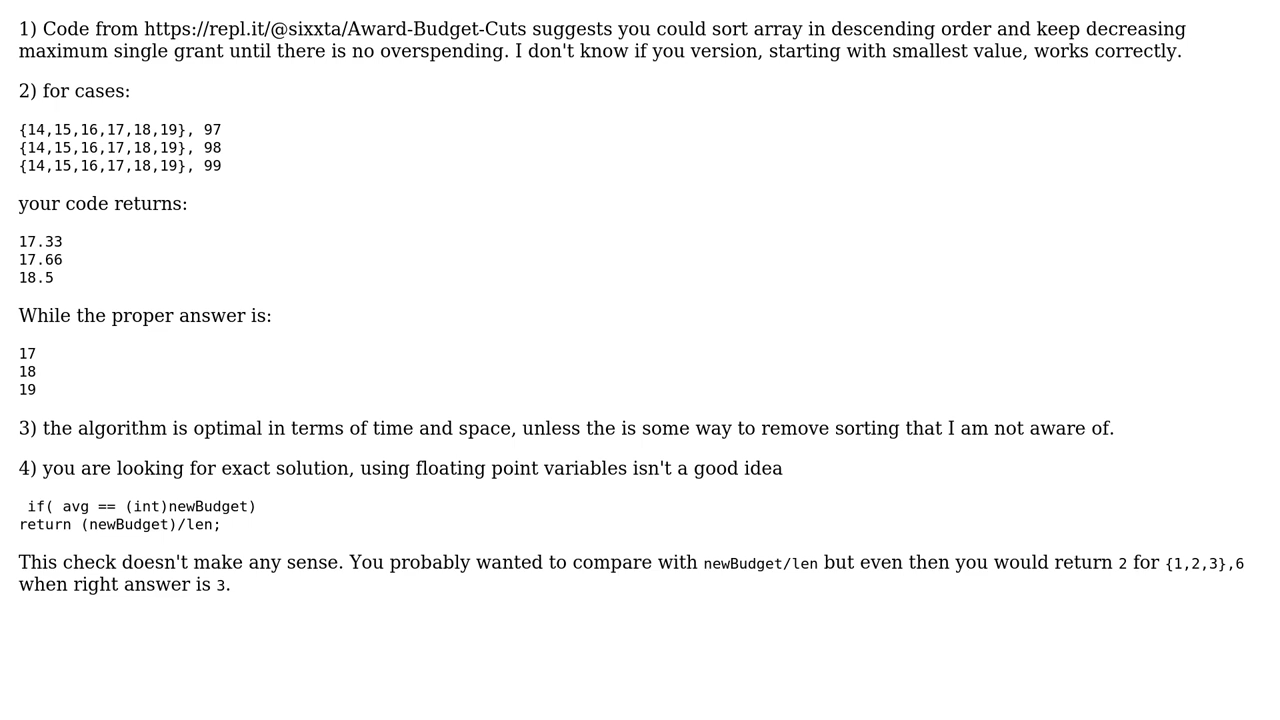 1) Code from https://repl.it/@sixxta/Award-Budget-Cuts suggests you could sort array in descending order and keep decreasing
maximum single grant until there is no overspending. I don't know if you version, starting with smallest value, works correctly.
2) for cases:
{14,15,16,17,18,19}, 97
{14,15,16,17,18,19}, 98
{14,15,16,17,18,19}, 99
your code returns:
17.33
17.66
18.5
While the proper answer is:
17
18
19
3) the algorithm is optimal in terms of time and space, unless the is some way to remove sorting that I am not aware of.
4) you are looking for exact solution, using floating point variables isn't a good idea
if( avg == (int)newBudget)
return (newBudget)/len;
This check doesn't make any sense. You probably wanted to compare with newBudget/len but even then you would return 2 for {1,2,3},6
when right answer is 3.